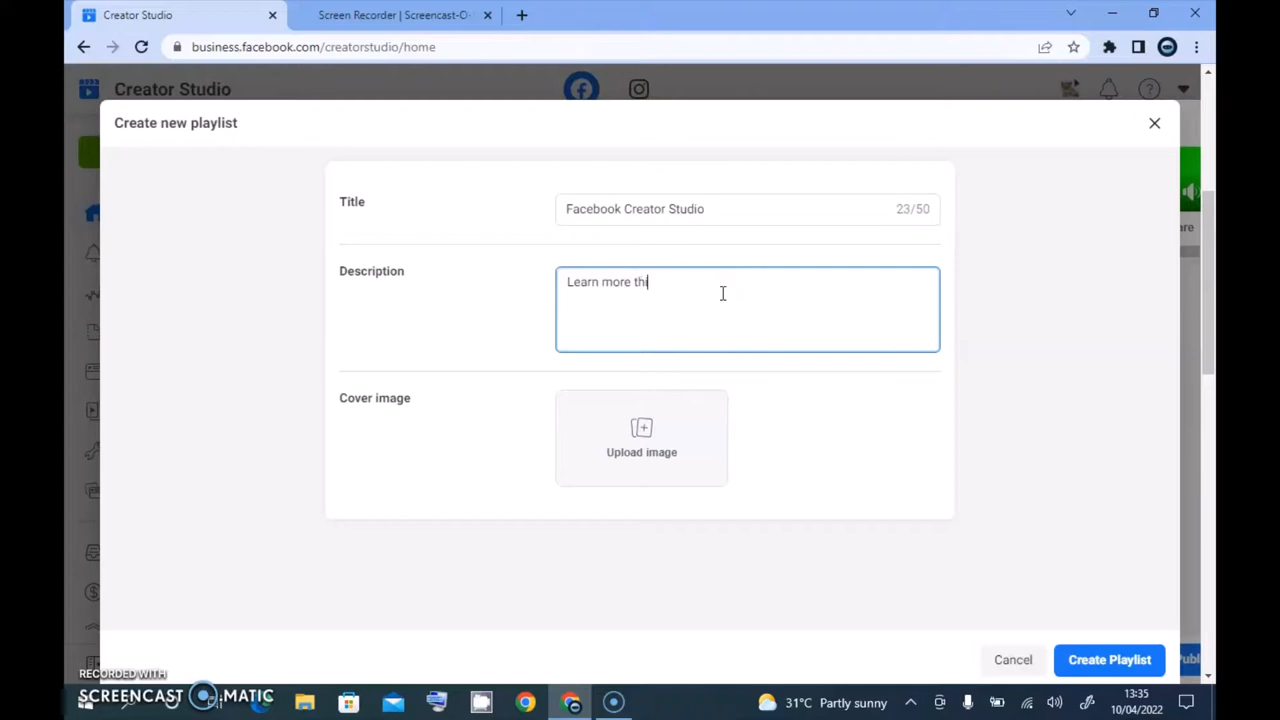 Creator Studio
Screen Recorder | Screencast-O-
business.facebook.com/creatorstudio/home
Creator Studio
Create new playlist
Title
Facebook Creator Studio
23/50
Description
Learn more thi
Cover image
Upload image
are
Cancel
Create Playlist
Publ
RECORDED WITH
SCREENCAST MATIC
31°C Partly sunny
13:35
10/04/2022